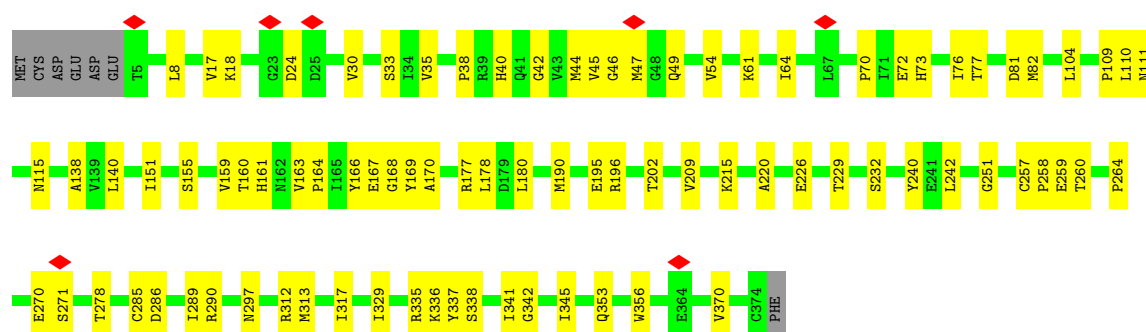 MET CYS ASP GLU ASP GLU T5 L8 V17 K18 G23 D24 D25 V30 S33 I34 V35 P38 R39 H40 Q41 G42 V43 M44 V45 G46 M47 G48 Q49 V54 K61 I64 L67 P70 I71 E72 H73 I76 T77 D81 M82 L104 P109 L110 N111
N115 A138 V139 L140 I151 S155 V159 T160 H161 N162 V163 P164 I165 Y166 E167 G168 Y169 A170 R177 L178 D179 L180 M190 E195 R196 T202 V209 K215 A220 E226 T229 S232 Y240 E241 L242 G251 C257 P258 E259 T260 P264
E270 S271 T278 C285 D286 I289 R290 N297 R312 M313 I317 I329 R335 K336 Y337 S338 I341 G342 I345 Q353 W356 E364 V370 C374 PHE